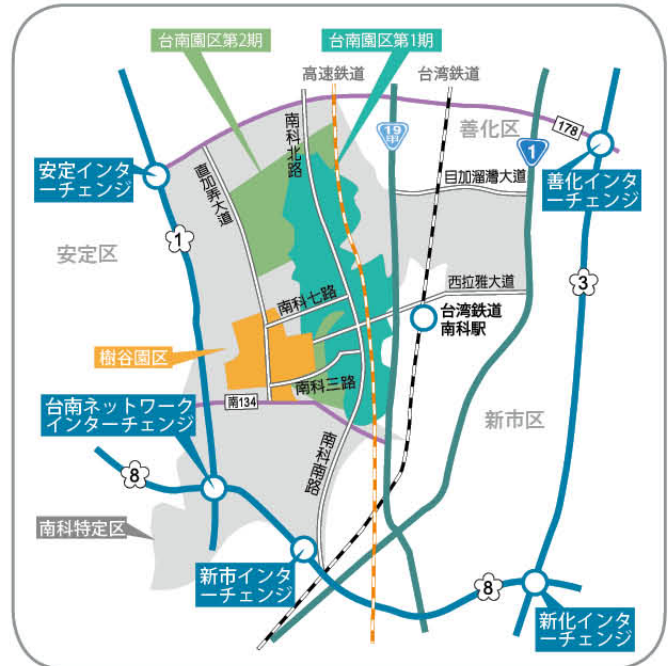 台南園区第2期
台南園区第1期
高速鉄道
台湾鉄道
19
甲
善化区
178
1
安定インタ
ーチェンジ
直加弄大道
南科北路
目加溜灣大道
善化インタ
ーチェンジ
1
安定区
3
南科七路
西拉雅大道
台湾鉄道
南科駅
樹谷園区
南科三路
南134
台南ネットワーク
インターチェンジ
新市区
南科南路
8
南科特定区
新市インタ
ーチェンジ
8
新化インタ
ーチェンジ